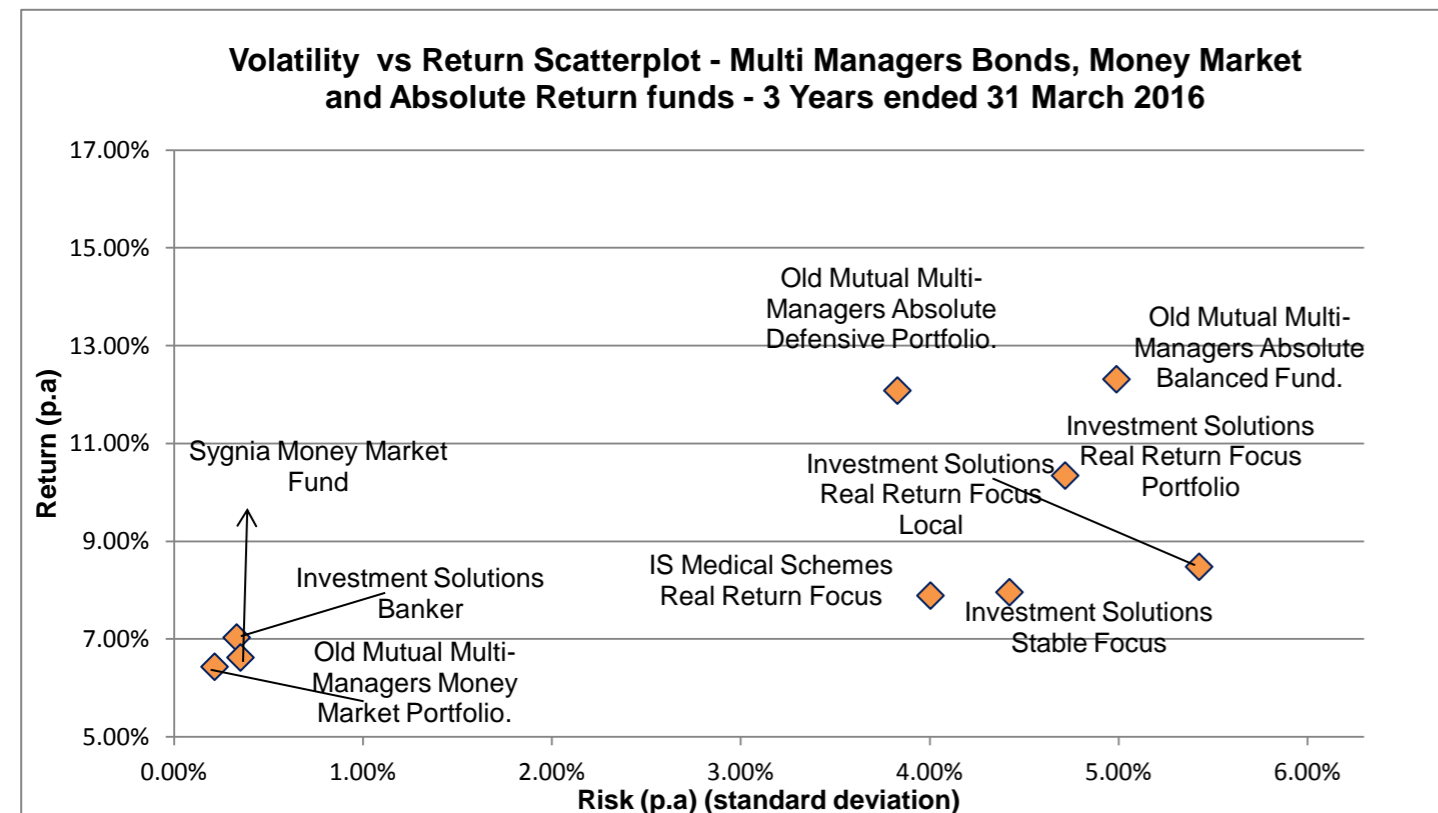 Volatility vs Return Scatterplot - Multi Managers Bonds, Money Market
and Absolute Return funds - 3 Years ended 31 March 2016
17.00%
15.00%
13.00%
11.00%
9.00%
7.00%
5.00%
Return (p.a)
Old Mutual Multi-
Managers Absolute
Defensive Portfolio.
Old Mutual Multi-
Managers Absolute
Balanced Fund.
Sygnia Money Market
Fund
Investment Solutions
Real Return Focus
Local
Investment Solutions
Real Return Focus
Portfolio
Investment Solutions
Banker
IS Medical Schemes
Real Return Focus
Investment Solutions
Stable Focus
Old Mutual Multi-
Managers Money
Market Portfolio.
0.00% 1.00% 2.00% 3.00% 4.00% 5.00% 6.00%
Risk (p.a) (standard deviation)